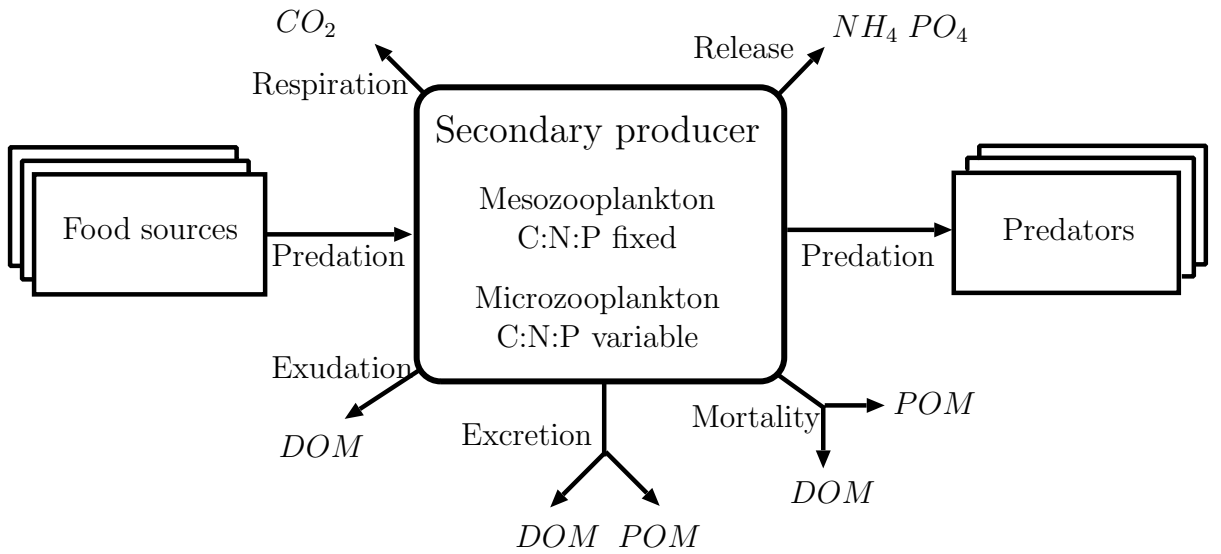 CO₂
NH₄ PO₄
Release
Respiration
Secondary producer
Mesozooplankton
C:N:P fixed
Microzooplankton
C:N:P variable
Food sources
Predation
Predators
Predation
Exudation
DOM
Excretion
DOM POM
Mortality
POM
DOM